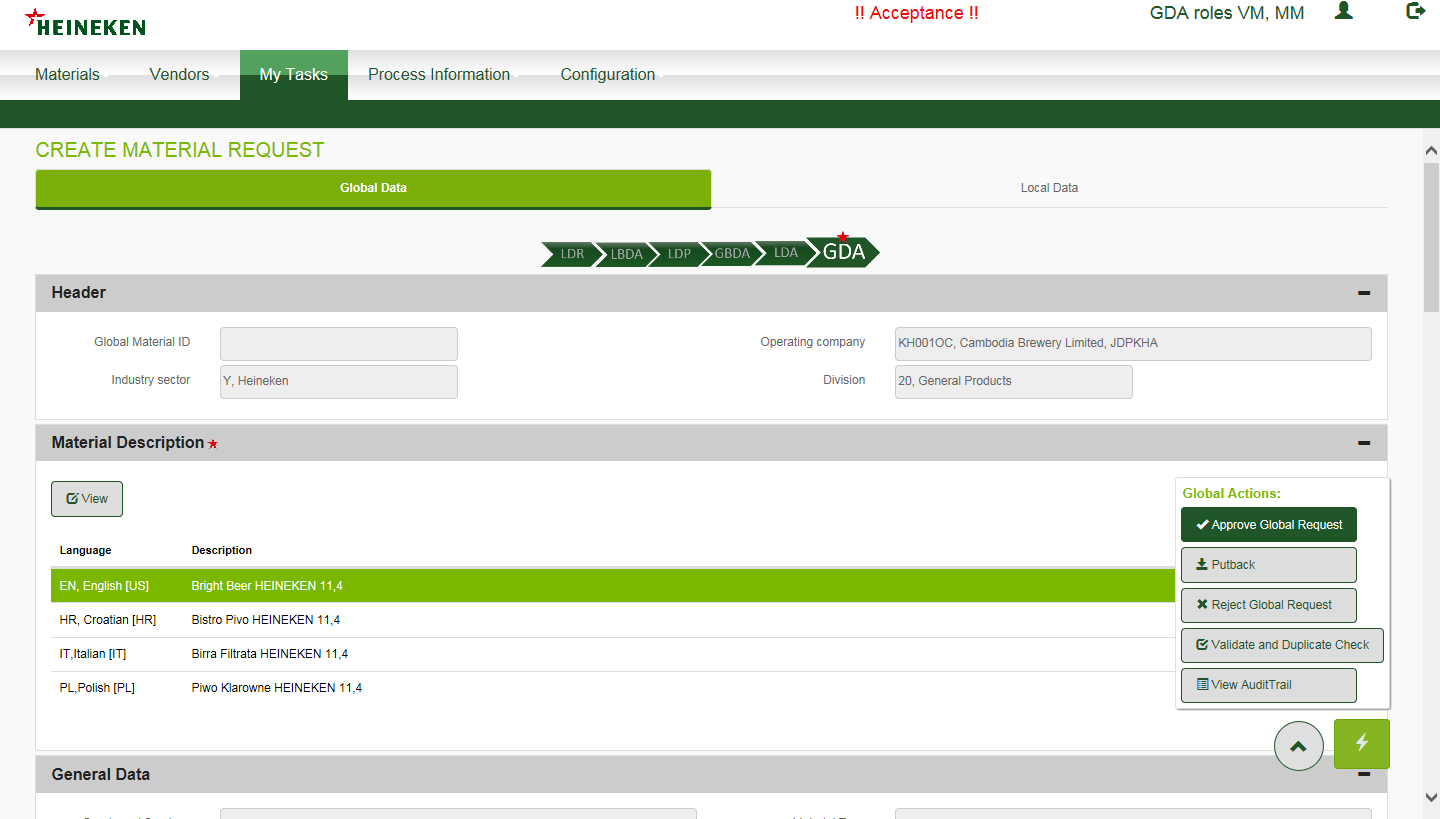 HEINEKEN
!! Acceptance !!
GDA roles VM, MM
Materials
Vendors
My Tasks
Process Information
Configuration
CREATE MATERIAL REQUEST
Global Data
Local Data
LDR
LBDA
LDP
GBDA
LDA
GDA
Header
Global Material ID
Operating company
KH001OC, Cambodia Brewery Limited, JDPKHA
Industry sector
Y, Heineken
Division
20, General Products
Material Description
View
Language
Description
EN, English [US]
Bright Beer HEINEKEN 11,4
HR, Croatian [HR]
Bistro Pivo HEINEKEN 11,4
IT,Italian [IT]
Birra Filtrata HEINEKEN 11,4
PL,Polish [PL]
Piwo Klarowne HEINEKEN 11,4
Global Actions:
Approve Global Request
Putback
Reject Global Request
Validate and Duplicate Check
View AuditTrail
General Data